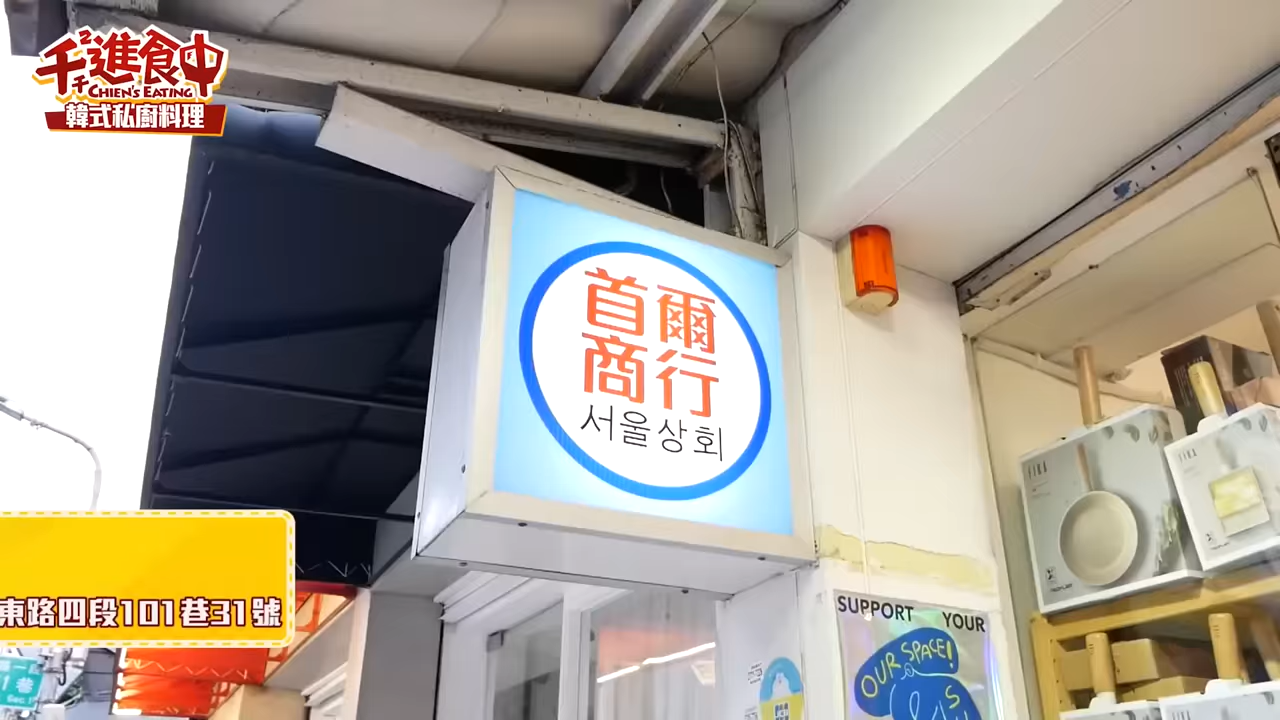 千千進食中
CHIEN'S EATING
韓式私廚料理
首爾
商行
서울상회
東路四段101巷31號
SUPPORT YOUR
OUR SPACE!
FIKA